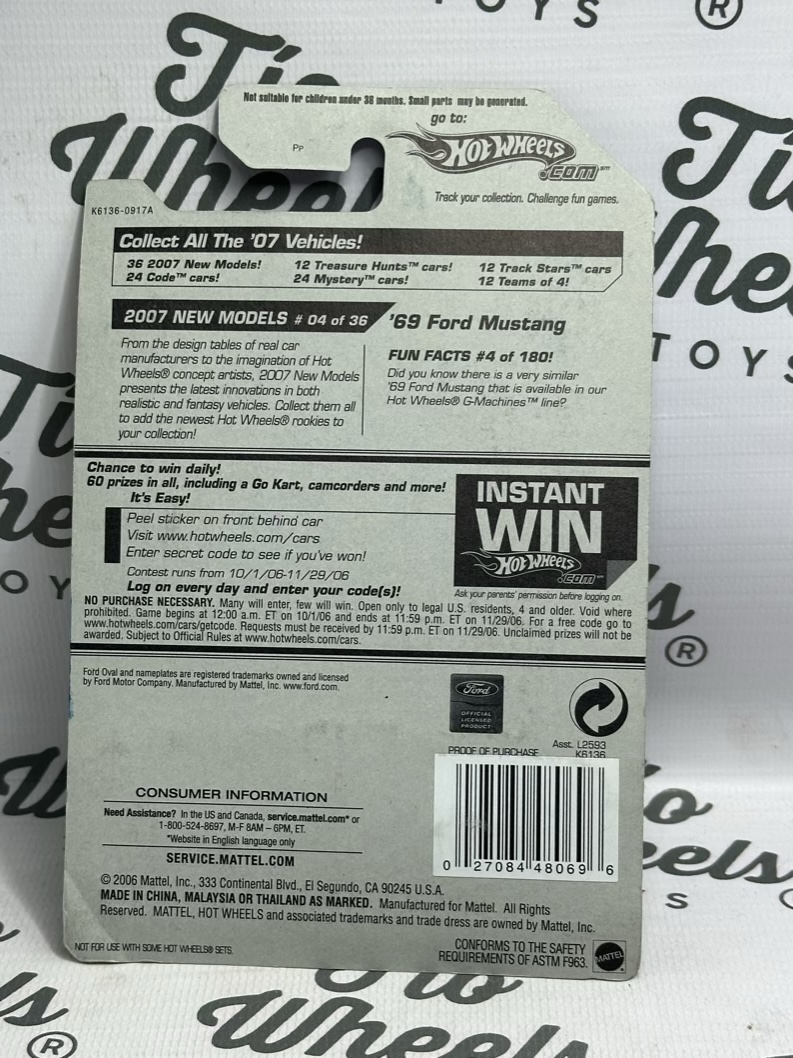 TOYS ®
Tío
Wheels
Tío
Whee
TOYS
Not suitable for children under 36 months. Small parts may be generated.
go to:
PP
HOT WHEELS
.COM℠
Track your collection. Challenge fun games.
K6136-0917A
Collect All The '07 Vehicles!
36 2007 New Models! 12 Treasure Hunts™ cars! 12 Track Stars™ cars
24 Code™ cars! 24 Mystery™ cars! 12 Teams of 4!
2007 NEW MODELS # 04 of 36 '69 Ford Mustang
From the design tables of real car
manufacturers to the imagination of Hot
Wheels® concept artists, 2007 New Models
presents the latest innovations in both
realistic and fantasy vehicles. Collect them all
to add the newest Hot Wheels® rookies to
your collection!
FUN FACTS #4 of 180!
Did you know there is a very similar
'69 Ford Mustang that is available in our
Hot Wheels® G-Machines™ line?
Chance to win daily!
60 prizes in all, including a Go Kart, camcorders and more!
It's Easy!
Peel sticker on front behind car
Visit www.hotwheels.com/cars
Enter secret code to see if you've won!
Contest runs from 10/1/06-11/29/06
Log on every day and enter your code(s)!
INSTANT
WIN
HOT WHEELS
.COM℠
Ask your parents' permission before logging on.
NO PURCHASE NECESSARY. Many will enter, few will win. Open only to legal U.S. residents, 4 and older. Void where
prohibited. Game begins at 12:00 a.m. ET on 10/1/06 and ends at 11:59 p.m. ET on 11/29/06. For a free code go to
www.hotwheels.com/cars/getcode. Requests must be received by 11:59 p.m. ET on 11/29/06. Unclaimed prizes will not be
awarded. Subject to Official Rules at www.hotwheels.com/cars.
Ford Oval and nameplates are registered trademarks owned and licensed
by Ford Motor Company. Manufactured by Mattel, Inc. www.ford.com.
Ford
OFFICIAL
LICENSED
PRODUCT
PROOF OF PURCHASE
Asst. L2593
K6136
0 27084 48069 6
CONSUMER INFORMATION
Need Assistance? In the US and Canada, service.mattel.com* or
1-800-524-8697, M-F 8AM – 6PM, ET.
*Website in English language only
SERVICE.MATTEL.COM
© 2006 Mattel, Inc., 333 Continental Blvd., El Segundo, CA 90245 U.S.A.
MADE IN CHINA, MALAYSIA OR THAILAND AS MARKED. Manufactured for Mattel. All Rights
Reserved. MATTEL, HOT WHEELS and associated trademarks and trade dress are owned by Mattel, Inc.
NOT FOR USE WITH SOME HOT WHEELS® SETS.
CONFORMS TO THE SAFETY
REQUIREMENTS OF ASTM F963.
MATTEL